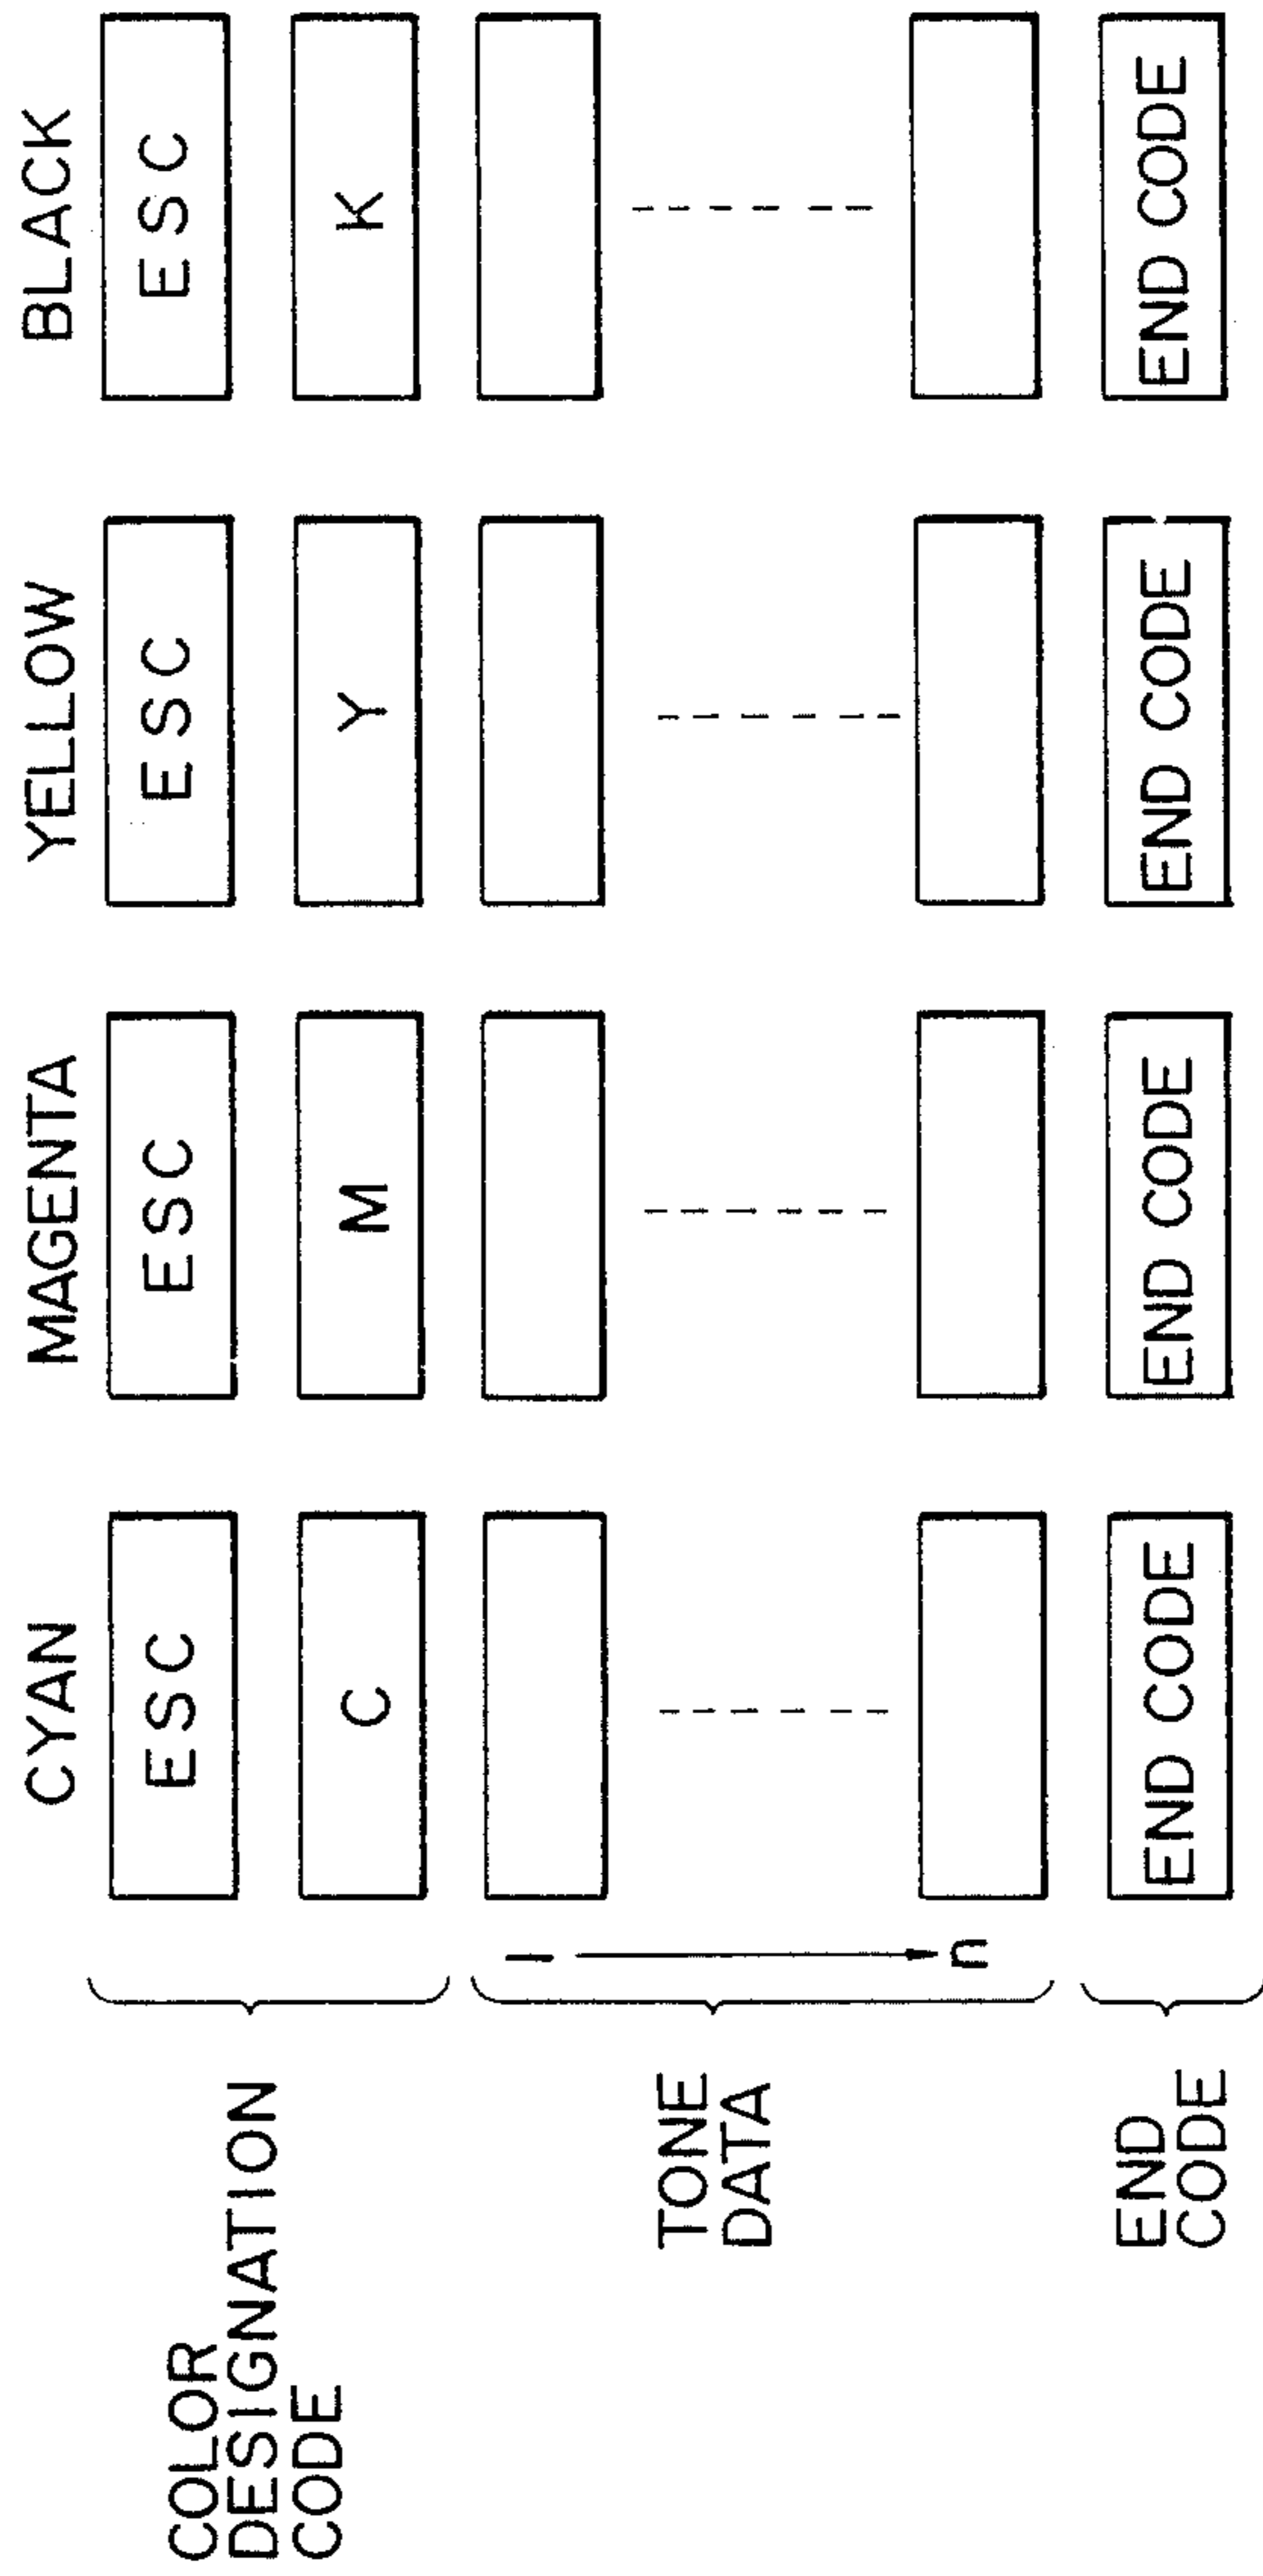 CYAN
MAGENTA
YELLOW
BLACK
COLOR
DESIGNATION
CODE
ESC
ESC
ESC
ESC
C
M
Y
K
TONE
DATA
1
n
END
CODE
END CODE
END CODE
END CODE
END CODE